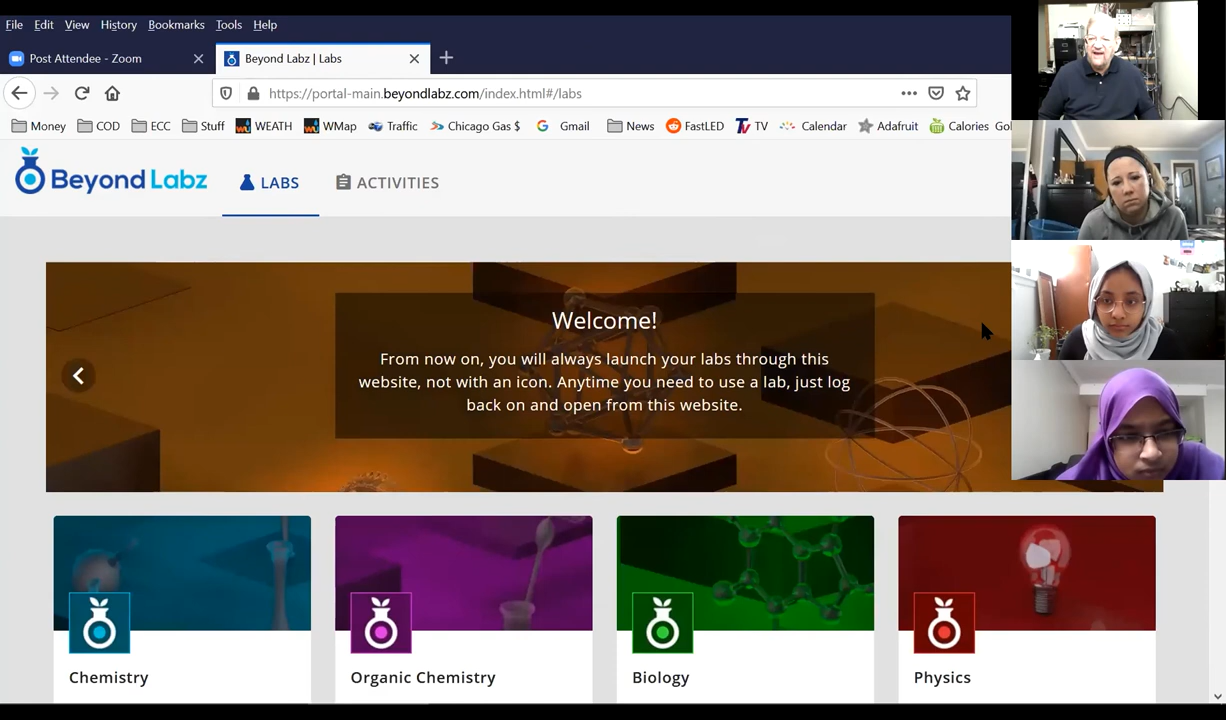 File Edit View History Bookmarks Tools Help
Post Attendee - Zoom
Beyond Labz | Labs
https://portal-main.beyondlabz.com/index.html#/labs
Money COD ECC Stuff WEATH WMap Traffic Chicago Gas $ Gmail News FastLED TV Calendar Adafruit Calories Gol
Beyond Labz LABS ACTIVITIES
Welcome!
From now on, you will always launch your labs through this
website, not with an icon. Anytime you need to use a lab, just log
back on and open from this website.
Chemistry
Organic Chemistry
Biology
Physics